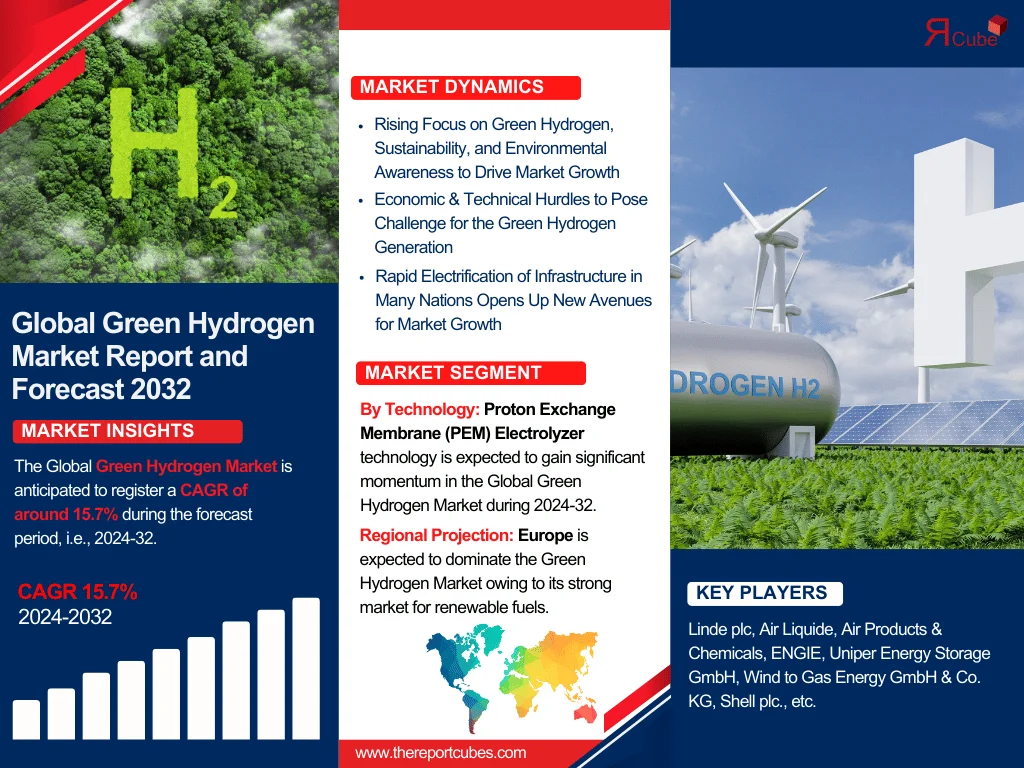 H2
Global Green Hydrogen
Market Report and
Forecast 2032
MARKET INSIGHTS
The Global Green Hydrogen Market is
anticipated to register a CAGR of
around 15.7% during the forecast
period, i.e., 2024-32.
CAGR 15.7%
2024-2032
MARKET DYNAMICS
• Rising Focus on Green Hydrogen,
Sustainability, and Environmental
Awareness to Drive Market Growth
• Economic & Technical Hurdles to Pose
Challenge for the Green Hydrogen
Generation
• Rapid Electrification of Infrastructure in
Many Nations Opens Up New Avenues
for Market Growth
MARKET SEGMENT
By Technology: Proton Exchange
Membrane (PEM) Electrolyzer
technology is expected to gain significant
momentum in the Global Green
Hydrogen Market during 2024-32.
Regional Projection: Europe is
expected to dominate the Green
Hydrogen Market owing to its strong
market for renewable fuels.
www.thereportcubes.com
ЯCube
H
DROGEN H2
KEY PLAYERS
Linde plc, Air Liquide, Air Products &
Chemicals, ENGIE, Uniper Energy Storage
GmbH, Wind to Gas Energy GmbH & Co.
KG, Shell plc., etc.